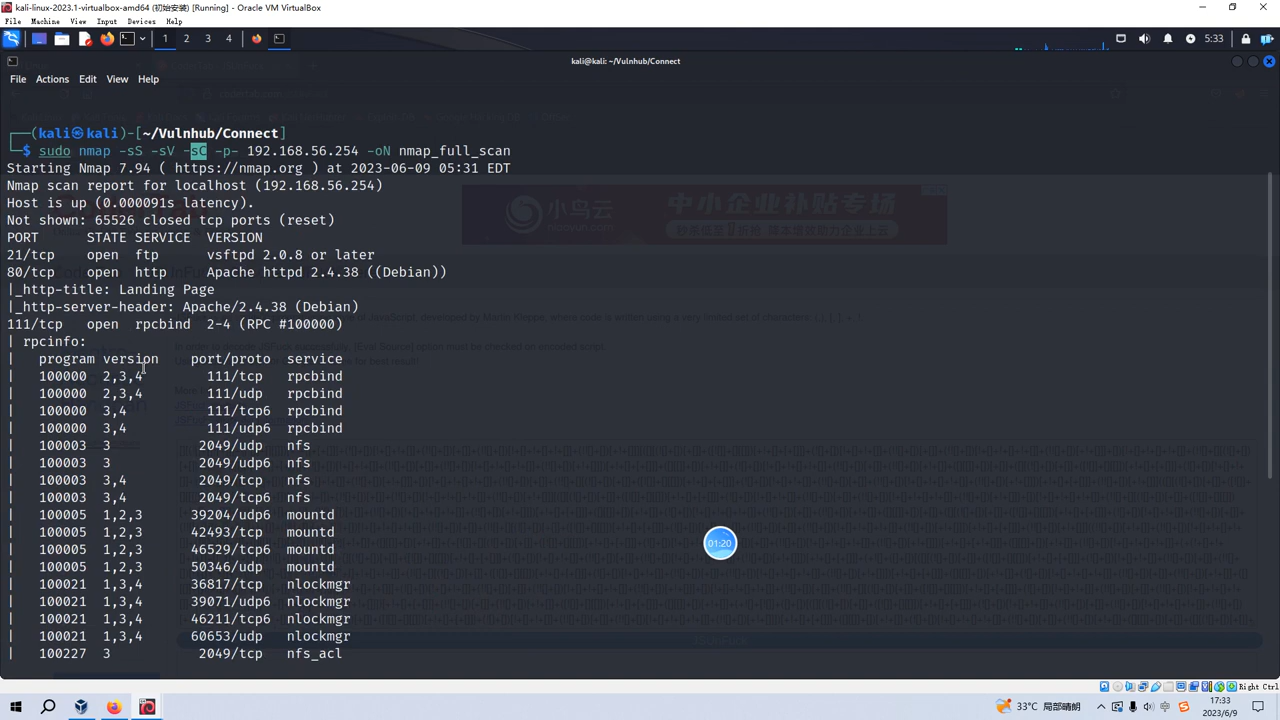 kali-linux-2023.1-virtualbox-amd64 (初始安装) [Running] - Oracle VM VirtualBox
File Machine View Input Devices Help
1 2 3 4 5:33
kali@kali: ~/Vulnhub/Connect
File Actions Edit View Help
┌──(kali㉿kali)-[~/Vulnhub/Connect]
└─$ sudo nmap -sS -sV -sC -p- 192.168.56.254 -oN nmap_full_scan
Starting Nmap 7.94 ( https://nmap.org ) at 2023-06-09 05:31 EDT
Nmap scan report for localhost (192.168.56.254)
Host is up (0.000091s latency).
Not shown: 65526 closed tcp ports (reset)
PORT STATE SERVICE VERSION
21/tcp open ftp vsftpd 2.0.8 or later
80/tcp open http Apache httpd 2.4.38 ((Debian))
|_http-title: Landing Page
|_http-server-header: Apache/2.4.38 (Debian)
111/tcp open rpcbind 2-4 (RPC #100000)
| rpcinfo:
| program version port/proto service
| 100000 2,3,4 111/tcp rpcbind
| 100000 2,3,4 111/udp rpcbind
| 100000 3,4 111/tcp6 rpcbind
| 100000 3,4 111/udp6 rpcbind
| 100003 3 2049/udp nfs
| 100003 3 2049/udp6 nfs
| 100003 3,4 2049/tcp nfs
| 100003 3,4 2049/tcp6 nfs
| 100005 1,2,3 39204/udp6 mountd
| 100005 1,2,3 42493/tcp mountd
| 100005 1,2,3 46529/tcp6 mountd
| 100005 1,2,3 50346/udp mountd
| 100021 1,3,4 36817/tcp nlockmgr
| 100021 1,3,4 39071/udp6 nlockmgr
| 100021 1,3,4 46211/tcp6 nlockmgr
| 100021 1,3,4 60653/udp nlockmgr
| 100227 3 2049/tcp nfs_acl
小鸟云
中小企业补贴专场
01:20
Right Ctrl
33°C 局部晴朗
中
17:33
2023/6/9